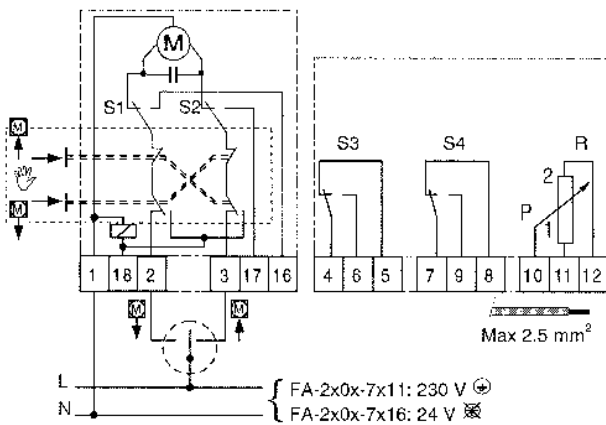 M
S1 S2
M
M
1 18 2 3 17 16
M M
L
N
FA-2x0x-7x11: 230 V
FA-2x0x-7x16: 24 V
S3 S4 R
2
P
1
4 6 5 7 9 8 10 11 12
Max 2.5 mm²